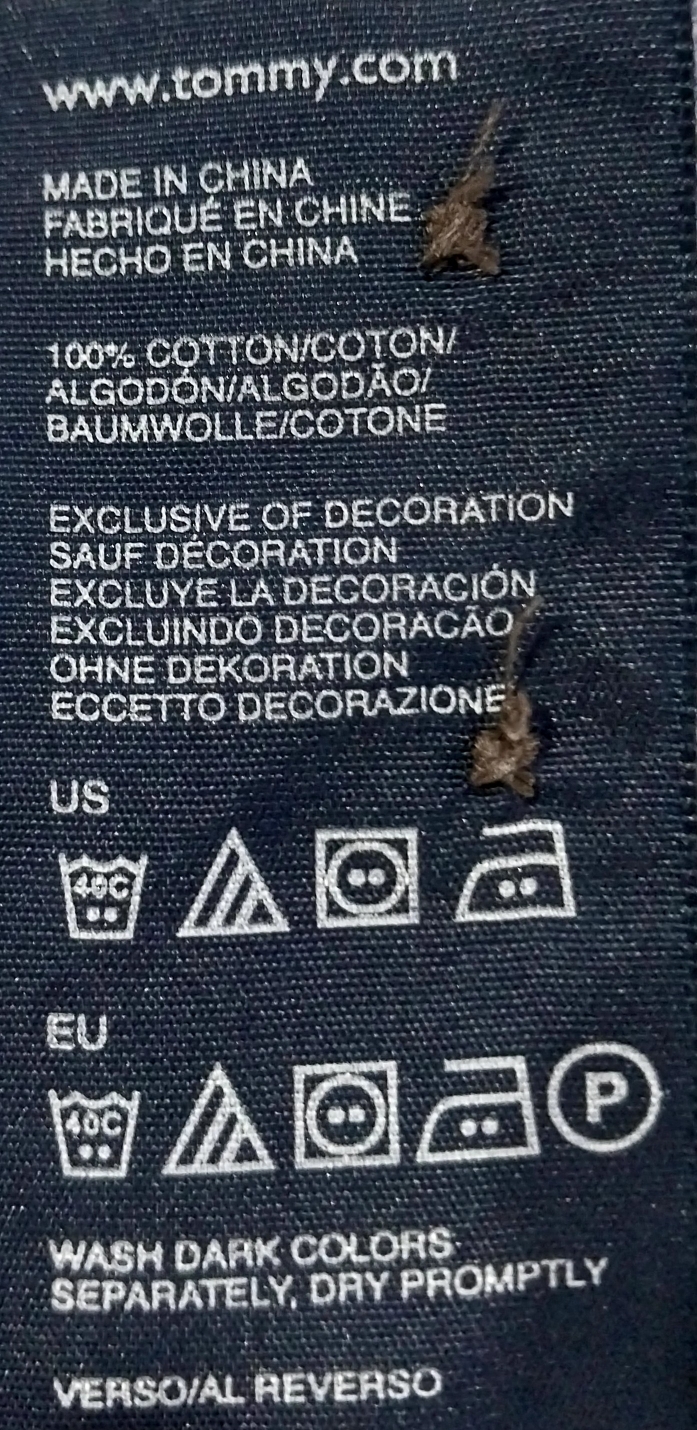 www.tommy.com
MADE IN CHINA
FABRIQUÉ EN CHINE
HECHO EN CHINA
100% COTTON/COTON/
ALGODÓN/ALGODÃO/
BAUMWOLLE/COTONE
EXCLUSIVE OF DECORATION
SAUF DÉCORATION
EXCLUYE LA DECORACIÓN
EXCLUINDO DECORACÃO
OHNE DEKORATION
ECCETTO DECORAZIONE
US
40C
EU
40C P
WASH DARK COLORS
SEPARATELY, DRY PROMPTLY
VERSO/AL REVERSO